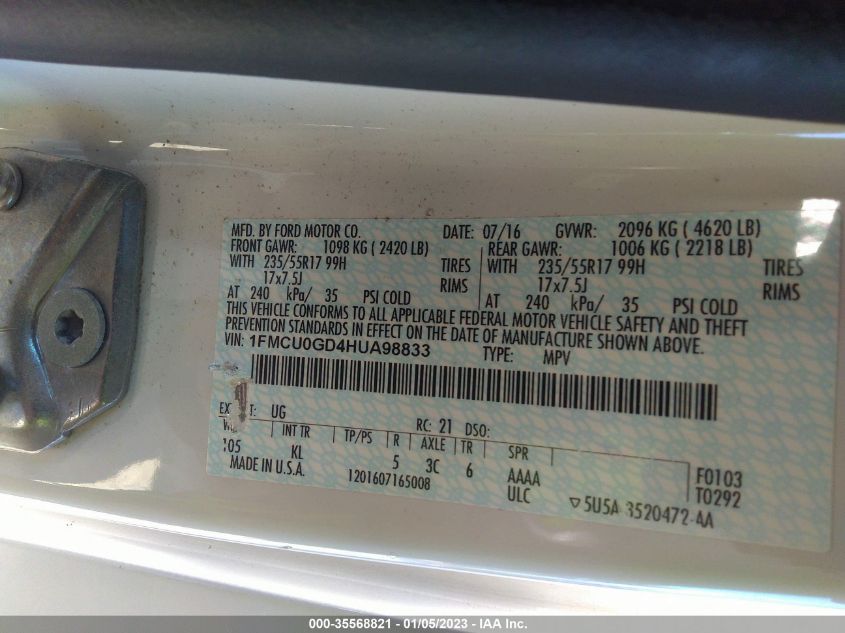 MFD. BY FORD MOTOR CO. DATE: 07/16 GVWR: 2096 KG ( 4620 LB)
FRONT GAWR: 1098 KG ( 2420 LB) REAR GAWR: 1006 KG ( 2218 LB)
WITH 235/55R17 99H TIRES WITH 235/55R17 99H TIRES
17x7.5J RIMS 17x7.5J RIMS
AT 240 kPa/ 35 PSI COLD AT 240 kPa/ 35 PSI COLD
THIS VEHICLE CONFORMS TO ALL APPLICABLE FEDERAL MOTOR VEHICLE SAFETY AND THEFT
PREVENTION STANDARDS IN EFFECT ON THE DATE OF MANUFACTURE SHOWN ABOVE.
VIN: 1FMCU0GD4HUA98833 TYPE: MPV
UG RC: 21 DSO:
INT TR TP/PS R AXLE TR SPR
KL 5 3C 6 AAAA F0103
MADE IN U.S.A. 1201607165008 ULC 5U5A 3520472-AA T0292
000-35568821 - 01/05/2023 - IAA Inc.